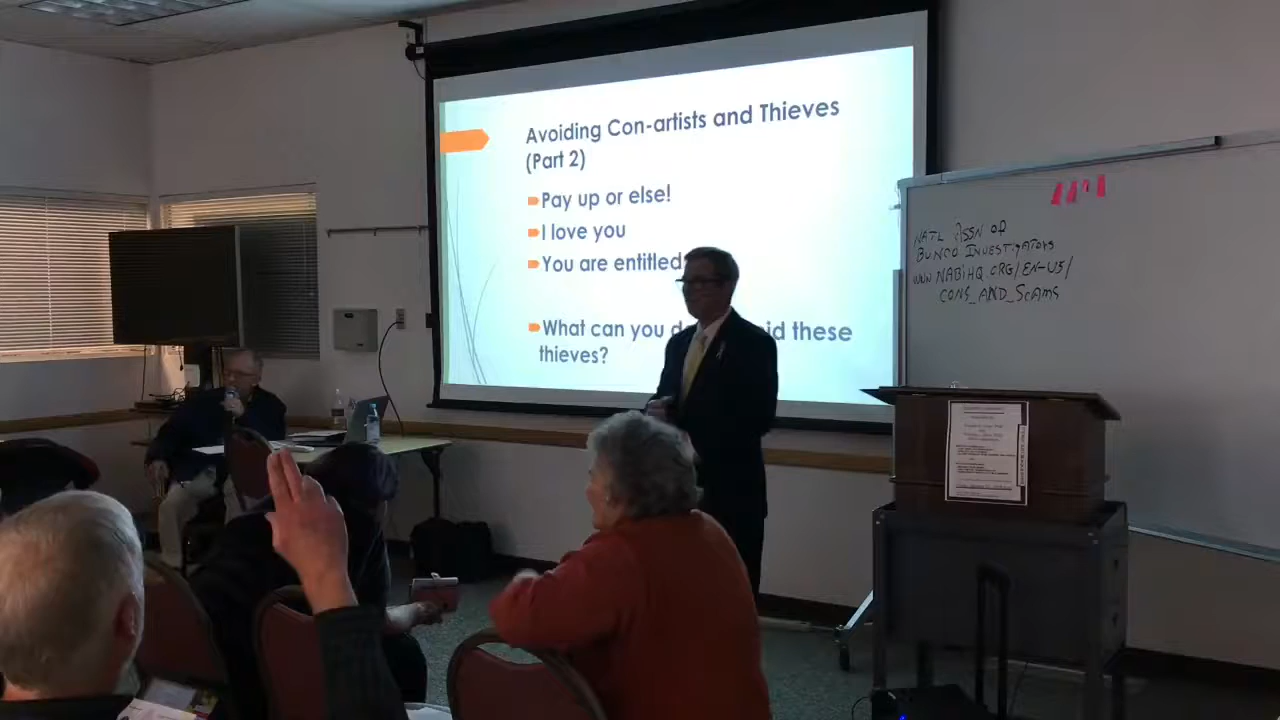 Avoiding Con-artists and Thieves
(Part 2)
Pay up or else!
I love you
You are entitled
What can you d id these
thieves?
NATL ASSN OF
BUNCO INVESTIGATORS
WWW.NABIHQ.ORG/EN-US/
CONS_AND_SCAMS